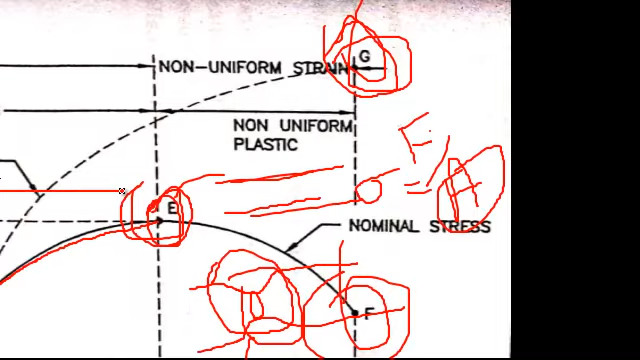 G
NON-UNIFORM STRAIN
NON UNIFORM
PLASTIC
F
A
E
NOMINAL STRESS
F